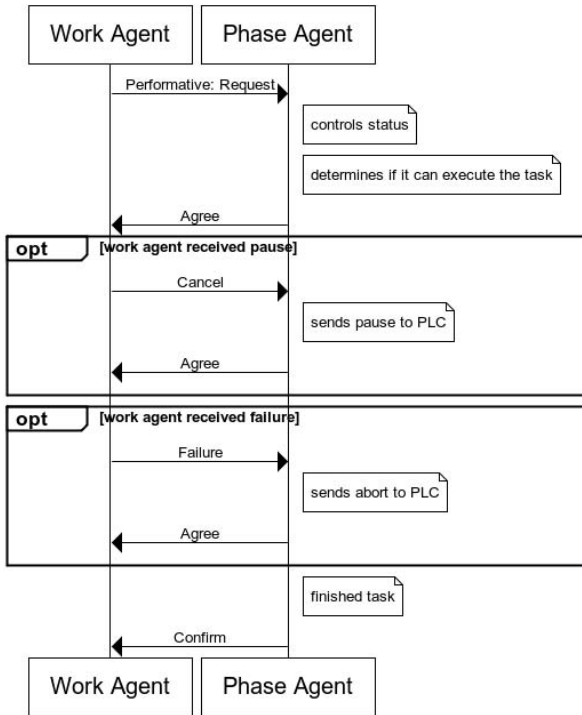 Work Agent
Phase Agent
Performative: Request
controls status
determines if it can execute the task
Agree
opt
[work agent received pause]
Cancel
sends pause to PLC
Agree
opt
[work agent received failure]
Failure
sends abort to PLC
Agree
finished task
Confirm
Work Agent
Phase Agent